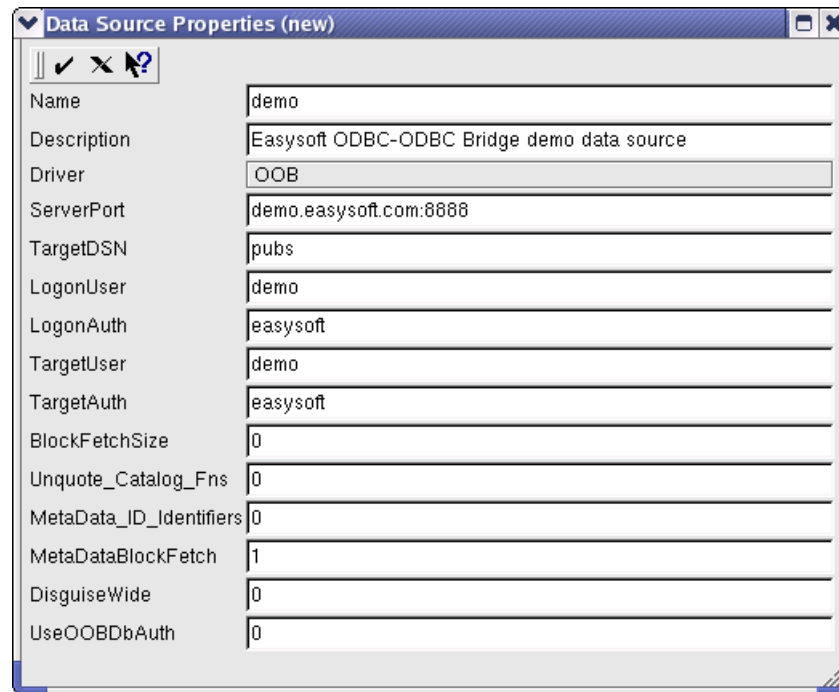 Data Source Properties (new)
Name demo
Description Easysoft ODBC-ODBC Bridge demo data source
Driver OOB
ServerPort demo.easysoft.com:8888
TargetDSN pubs
LogonUser demo
LogonAuth easysoft
TargetUser demo
TargetAuth easysoft
BlockFetchSize 0
Unquote_Catalog_Fns 0
MetaData_ID_Identifiers 0
MetaDataBlockFetch 1
DisguiseWide 0
UseOOBDbAuth 0